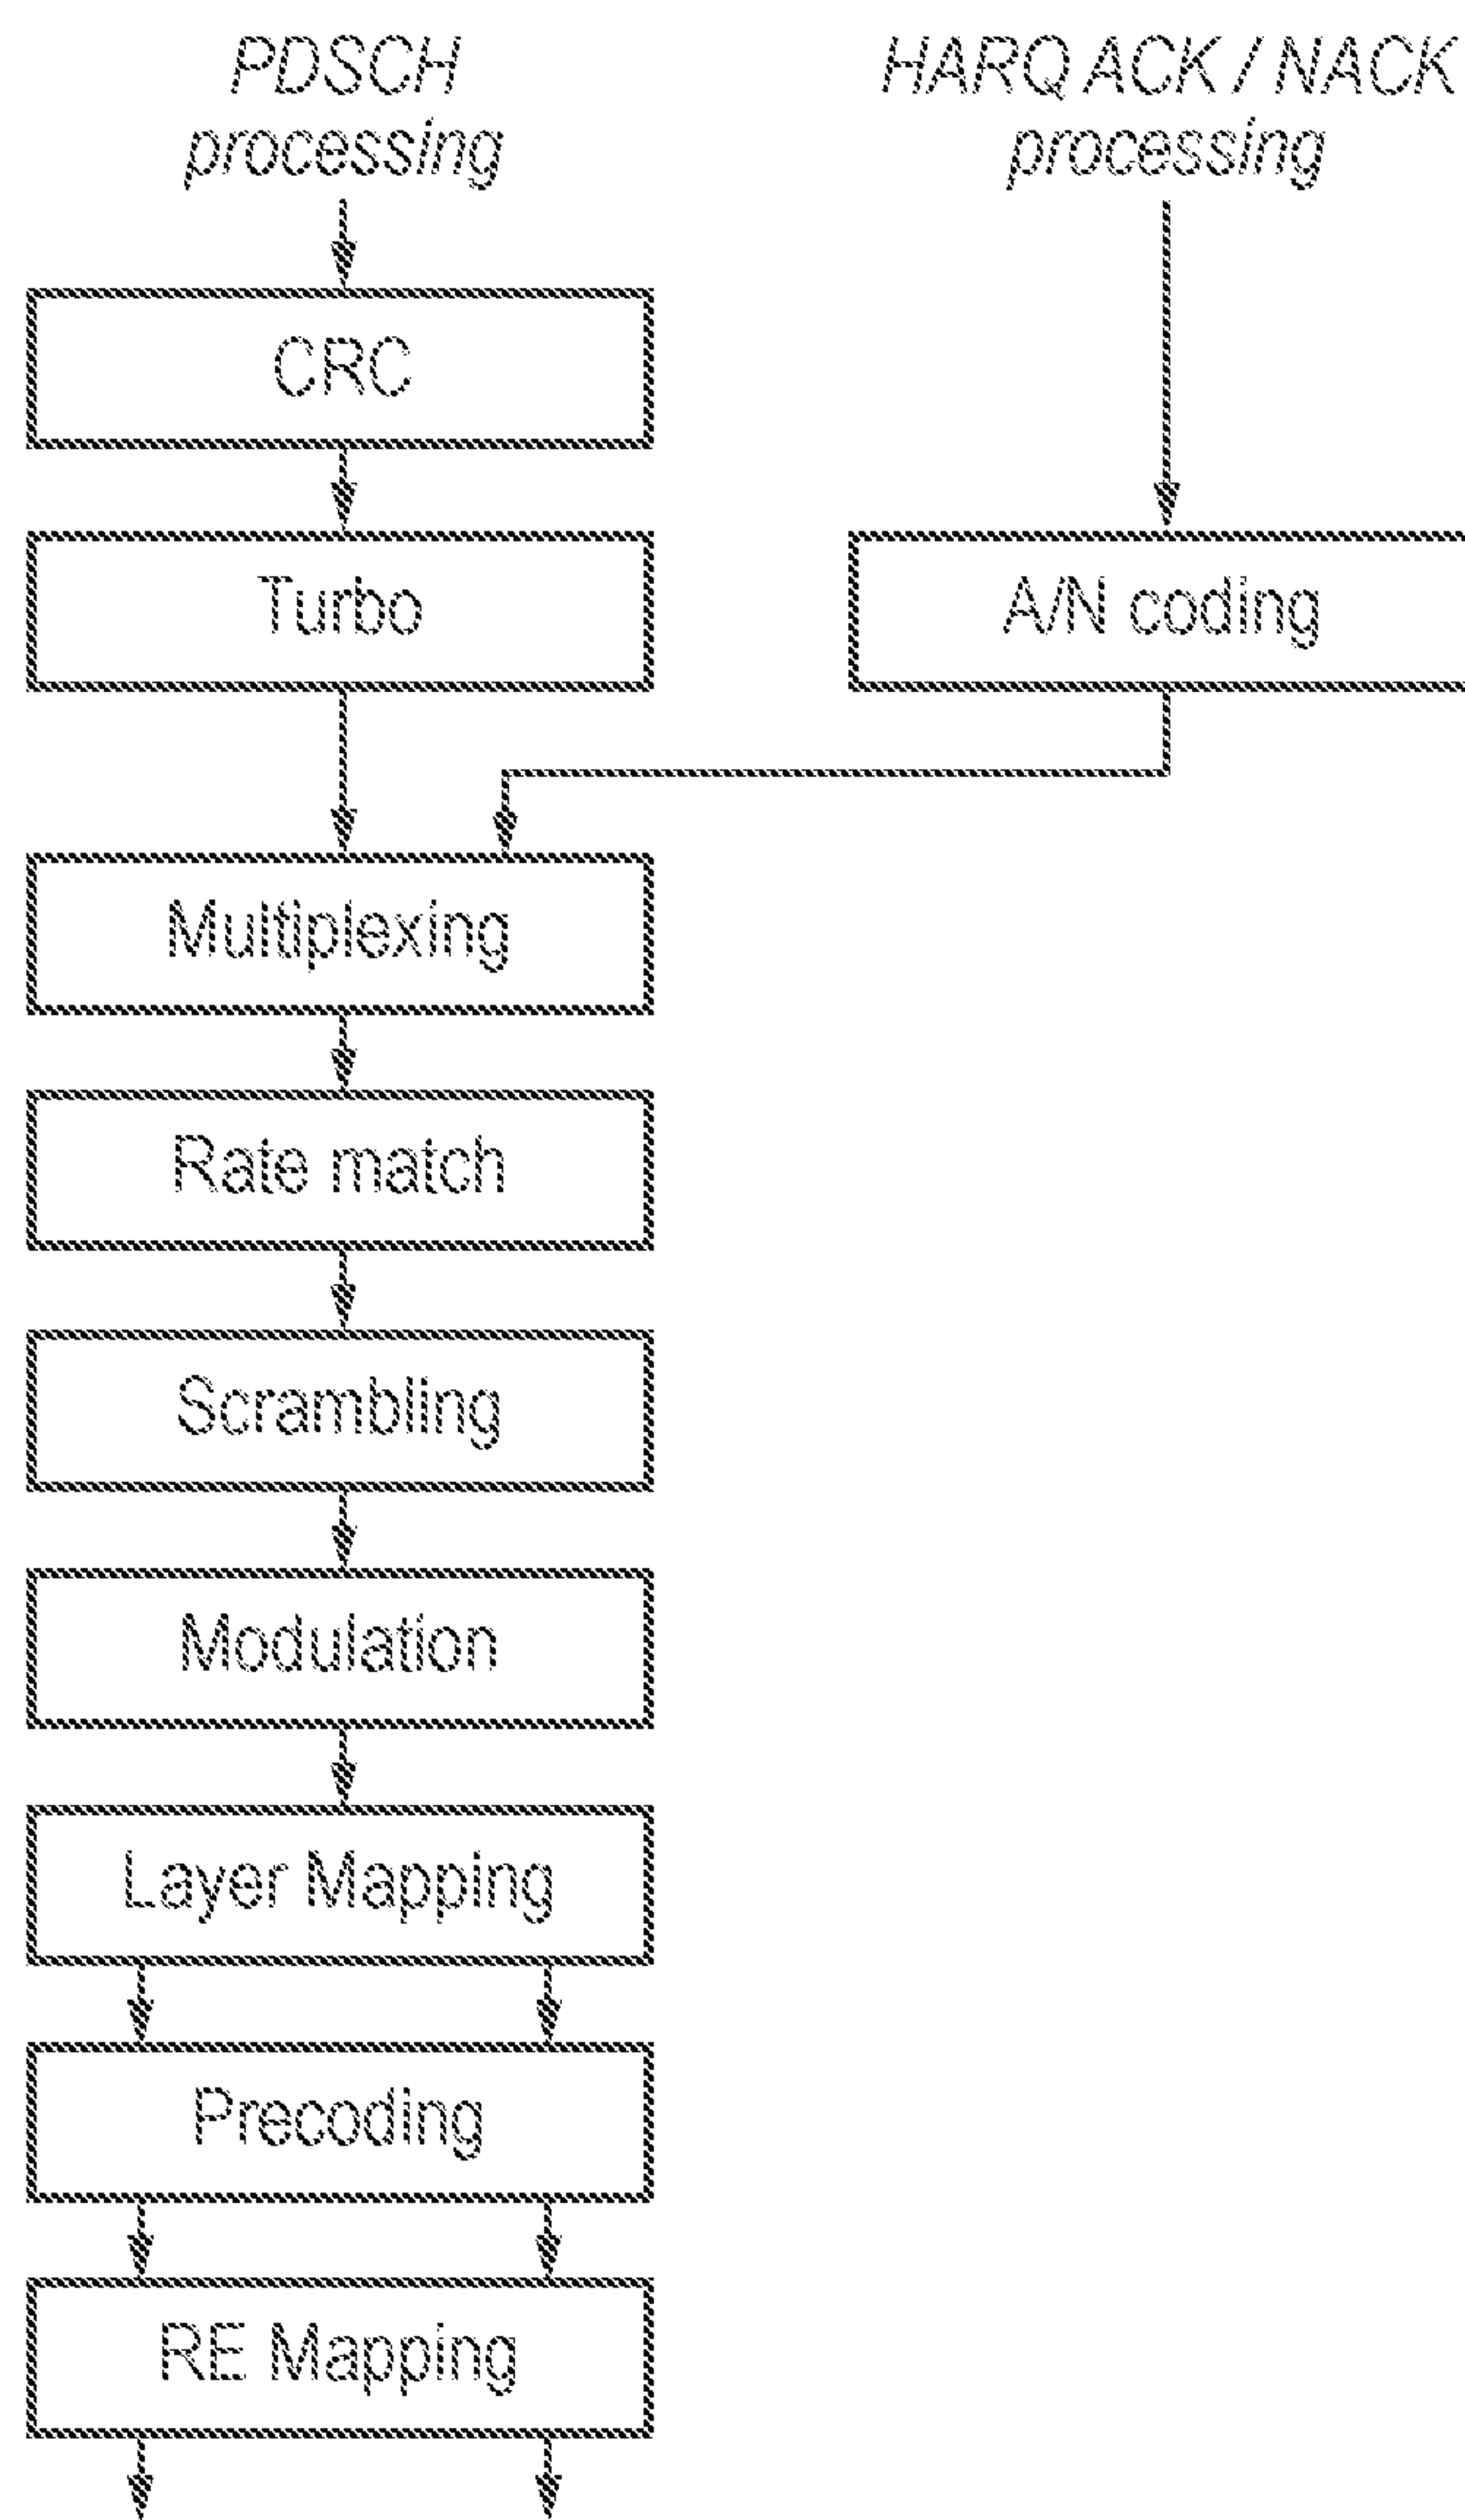 PDSCH
processing
HARQ ACK / NACK
processing
CRC
Turbo
A/N coding
Multiplexing
Rate match
Scrambling
Modulation
Layer Mapping
Precoding
RE Mapping